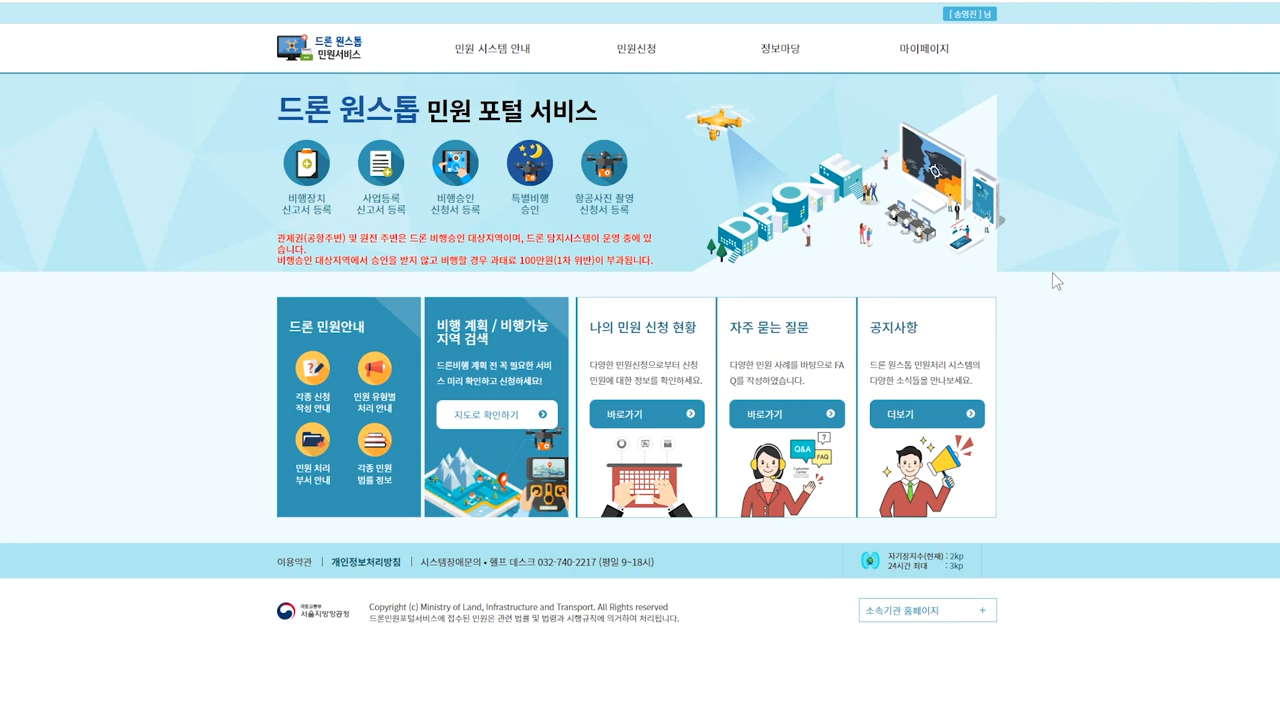 [ 송영진 ] 님
드론 원스톱
민원서비스
민원 시스템 안내
민원신청
정보마당
마이페이지
드론 원스톱 민원 포털 서비스
비행장치
신고서 등록
사업등록
신고서 등록
비행승인
신청서 등록
특별비행
승인
항공사진 촬영
신청서 등록
관제권(공항주변) 및 원전 주변은 드론 비행승인 대상지역이며, 드론 탐지시스템이 운영 중에 있
습니다.
비행승인 대상지역에서 승인을 받지 않고 비행할 경우 과태료 100만원(1차 위반)이 부과됩니다.
DRONE
드론 민원안내
각종 신청
작성 안내
민원 유형별
처리 안내
민원 처리
부서 안내
각종 민원
법률 정보
비행 계획 / 비행가능
지역 검색
드론비행 계획 전 꼭 필요한 서비
스 미리 확인하고 신청하세요!
지도로 확인하기
나의 민원 신청 현황
다양한 민원신청으로부터 신청
민원에 대한 정보를 확인하세요.
바로가기
자주 묻는 질문
다양한 민원 사례를 바탕으로 FA
Q를 작성하였습니다.
바로가기
?
Q&A
FAQ
Customer
Center
공지사항
드론 원스톱 민원처리 시스템의
다양한 소식들을 만나보세요.
더보기
이용약관
개인정보처리방침
시스템장애문의 • 헬프 데스크 032-740-2217 (평일 9~18시)
자기장지수(현재) : 2kp
24시간 최대 : 3kp
국토교통부
서울지방항공청
Copyright (c) Ministry of Land, Infrastructure and Transport. All Rights reserved
드론민원포털서비스에 접수된 민원은 관련 법률 및 법령과 시행규칙에 의거하여 처리됩니다.
소속기관 홈페이지 +